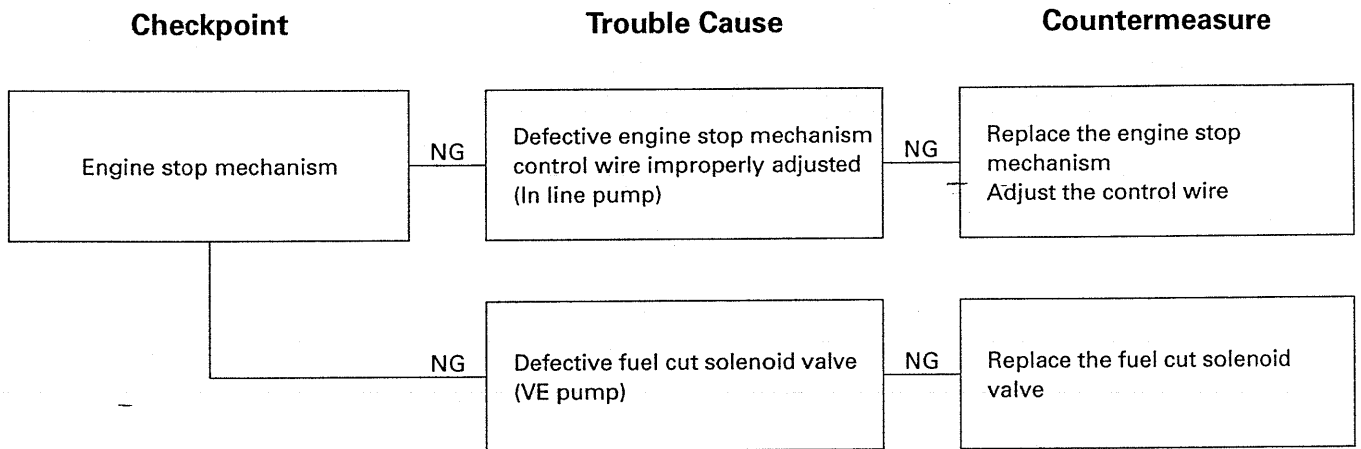 Checkpoint
Trouble Cause
Countermeasure
Engine stop mechanism
NG
Defective engine stop mechanism
control wire improperly adjusted
(In line pump)
NG
Replace the engine stop
mechanism
Adjust the control wire
NG
Defective fuel cut solenoid valve
(VE pump)
NG
Replace the fuel cut solenoid
valve